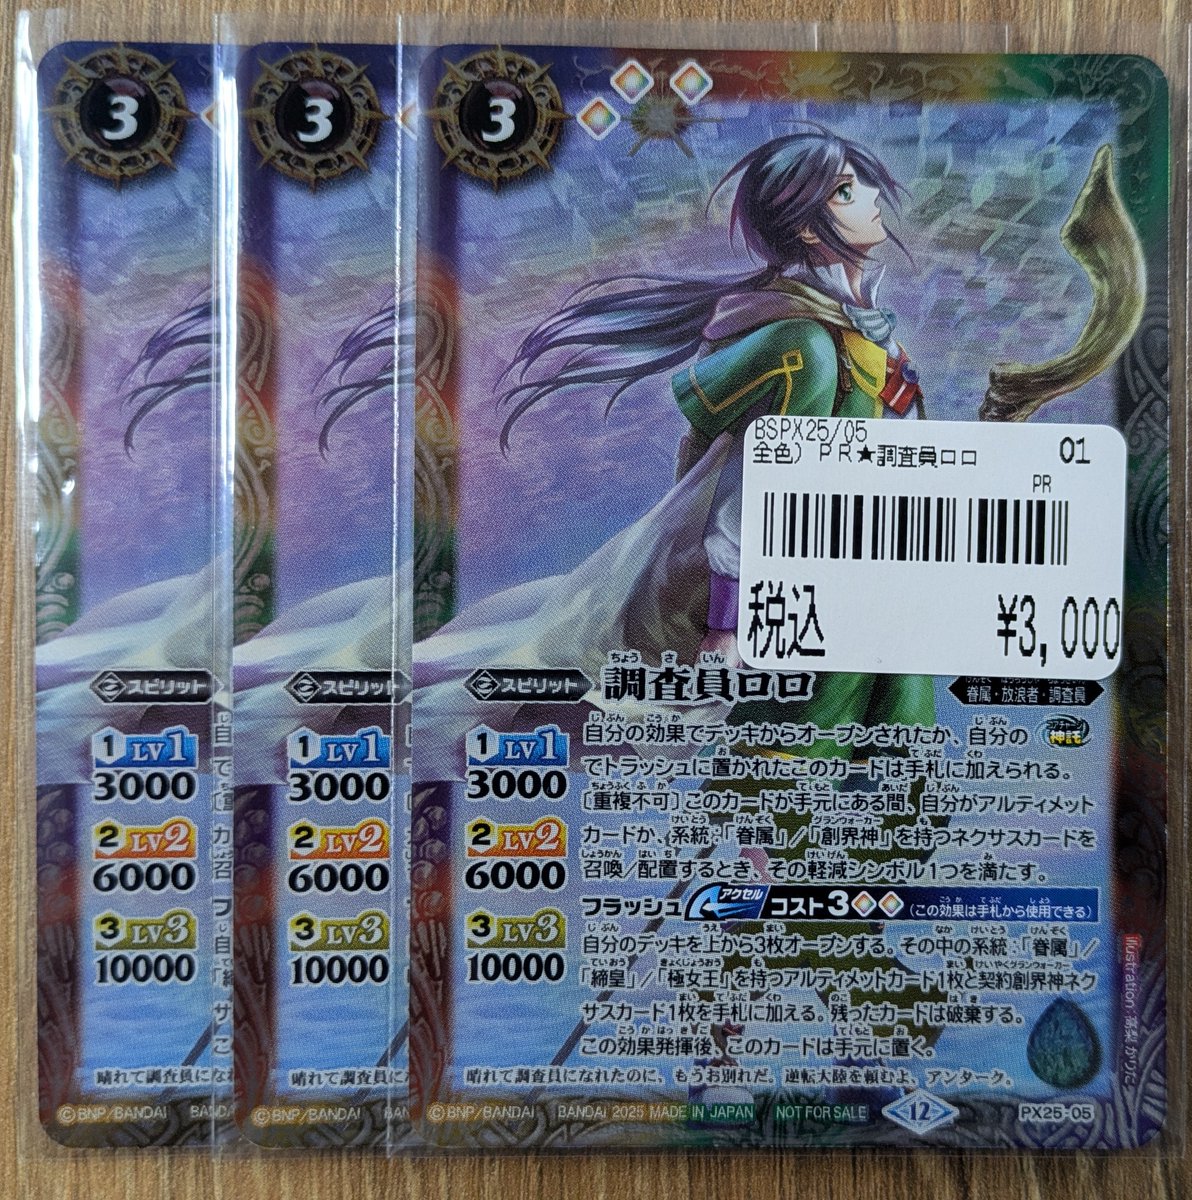 3
3
3
BSPX25/05
全色) PR★調査員ロロ 01
PR
税込 ¥3,000
スピリット
スピリット
スピリット
ちょう さ いん
調査員ロロ
眷属・放浪者・調査員
1 LV1
3000
2 LV2
6000
3 LV3
10000
1 LV1
3000
2 LV2
6000
3 LV3
10000
1 LV1
3000
2 LV2
6000
3 LV3
10000
自分の効果でデッキからオープンされたか、自分の神託
でトラッシュに置かれたこのカードは手札に加えられる。
〔重複不可〕このカードが手元にある間、自分がアルティメット
カードか、系統：「眷属」/「創界神」を持つネクサスカードを
召喚/配置するとき、その軽減シンボル1つを満たす。
フラッシュ アクセル コスト3 (この効果は手札から使用できる)
自分のデッキを上から3枚オープンする。その中の系統：「眷属」/
「締皇」/「極女王」を持つアルティメットカード1枚と契約創界神ネク
サスカード1枚を手札に加える。残ったカードは破棄する。
この効果発揮後、このカードは手元に置く。
晴れて調査員になれたのに、もうお別れだ。逆転大陸を頼むよ、アンターク。
晴れて調査員になれ
晴れて調査員になれ
©BNP/BANDAI BANDAI
©BNP/BANDAI BAN
©BNP/BANDAI BANDAI 2025 MADE IN JAPAN NOT FOR SALE
12
PX25-05